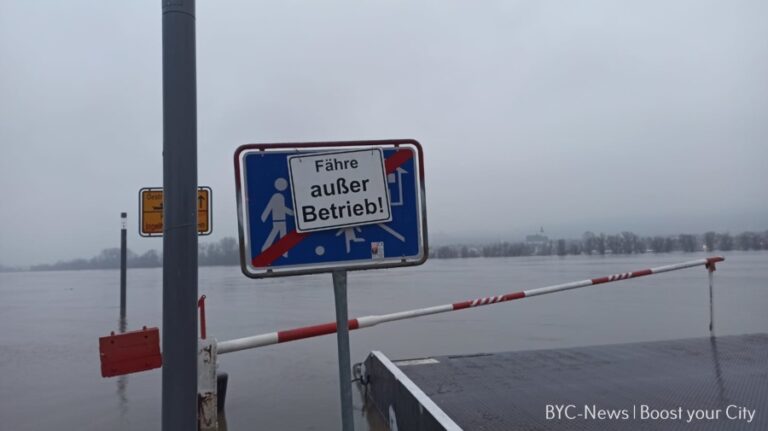 Fähre
außer
Betrieb!
BYC-News | Boost your City